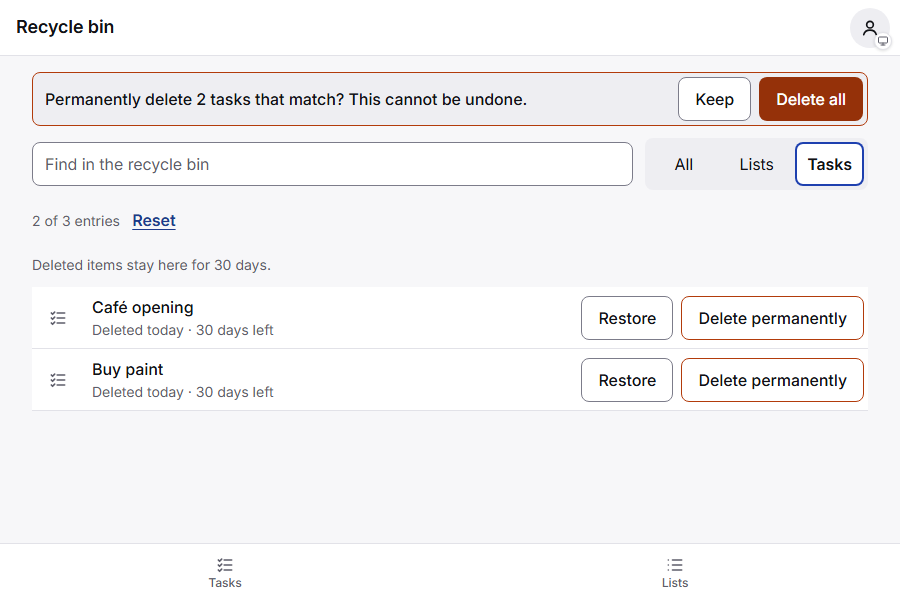 Recycle bin
Permanently delete 2 tasks that match? This cannot be undone.
Keep
Delete all
Find in the recycle bin
All
Lists
Tasks
2 of 3 entries
Reset
Deleted items stay here for 30 days.
Café opening
Deleted today · 30 days left
Restore
Delete permanently
Buy paint
Deleted today · 30 days left
Restore
Delete permanently
Tasks
Lists